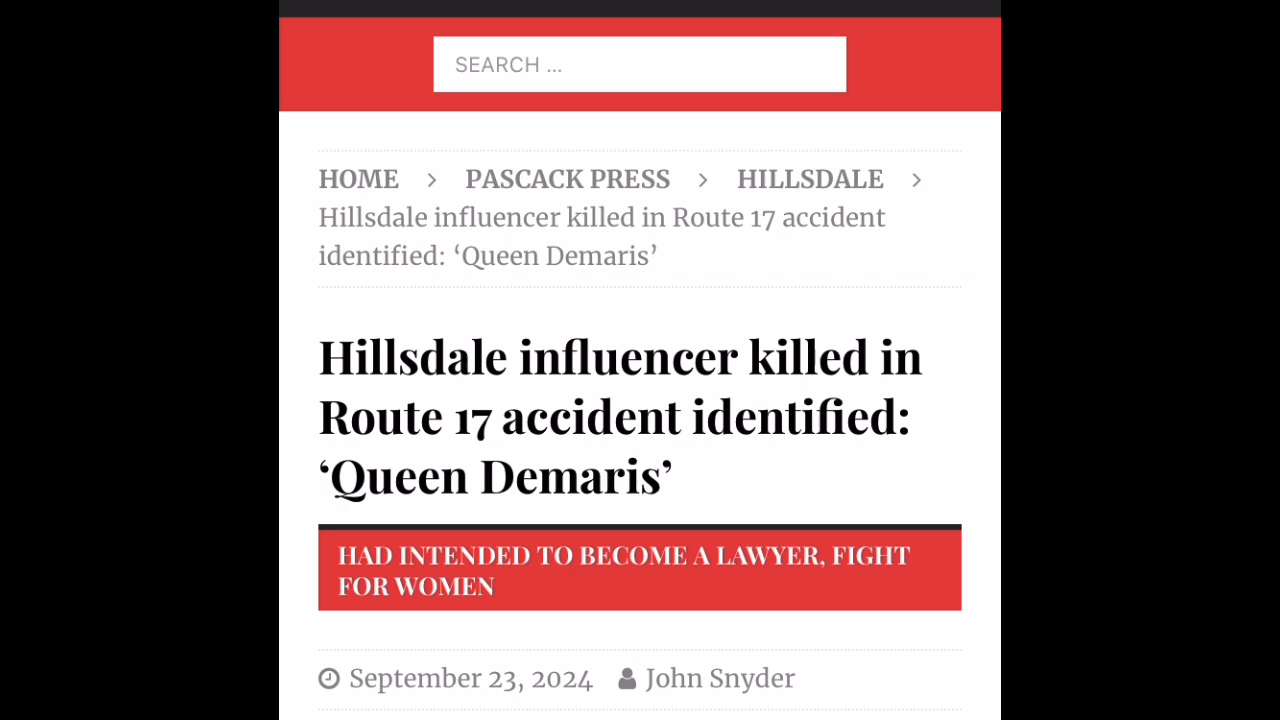 SEARCH ...
HOME > PASCACK PRESS > HILLSDALE >
Hillsdale influencer killed in Route 17 accident
identified: ‘Queen Demaris’
Hillsdale influencer killed in
Route 17 accident identified:
‘Queen Demaris’
HAD INTENDED TO BECOME A LAWYER, FIGHT
FOR WOMEN
September 23, 2024 John Snyder